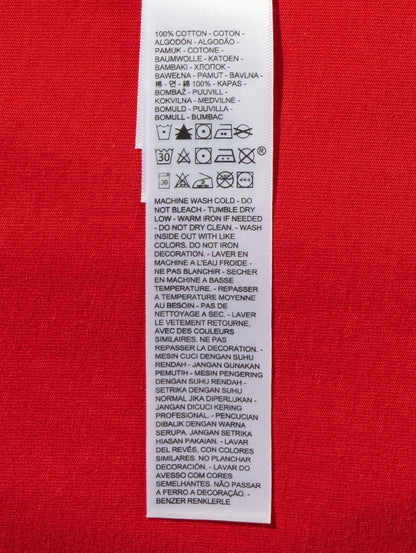 100% COTTON - COTON -
ALGODÓN - ALGODÃO -
PAMUK - COTONE -
BAUMWOLLE - KATOEN -
BAMBAKI - ХЛОПОК -
BAWEŁNA - PAMUT - BAVLNA -
棉 - 면 - 綿 100% - KAPAS -
BOMBAŽ - PUUVILL -
KOKVILNA - MEDVILNĖ -
BOMULD - PUUVILLA -
BOMULL - BUMBAC
30 ®
30
MACHINE WASH COLD - DO
NOT BLEACH - TUMBLE DRY
LOW - WARM IRON IF NEEDED
- DO NOT DRY CLEAN. - WASH
INSIDE OUT WITH LIKE
COLORS. DO NOT IRON
DECORATION. - LAVER EN
MACHINE A L'EAU FROIDE -
NE PAS BLANCHIR - SECHER
EN MACHINE A BASSE
TEMPERATURE. - REPASSER
A TEMPERATURE MOYENNE
AU BESOIN - PAS DE
NETTOYAGE A SEC. - LAVER
LE VETEMENT RETOURNE,
AVEC DES COULEURS
SIMILAIRES. NE PAS
REPASSER LA DECORATION. -
MESIN CUCI DENGAN SUHU
RENDAH - JANGAN GUNAKAN
PEMUTIH - MESIN PENGERING
DENGAN SUHU RENDAH -
SETRIKA DENGAN SUHU
NORMAL JIKA DIPERLUKAN -
JANGAN DICUCI KERING
PROFESIONAL. - PENCUCIAN
DIBALIK DENGAN WARNA
SERUPA. JANGAN SETRIKA
HIASAN PAKAIAN. - LAVAR
DEL REVÉS, CON COLORES
SIMILARES. NO PLANCHAR
DECORACIÓN. - LAVAR DO
AVESSO COM CORES
SEMELHANTES. NÃO PASSAR
A FERRO A DECORAÇÃO. -
BENZER RENKLERLE